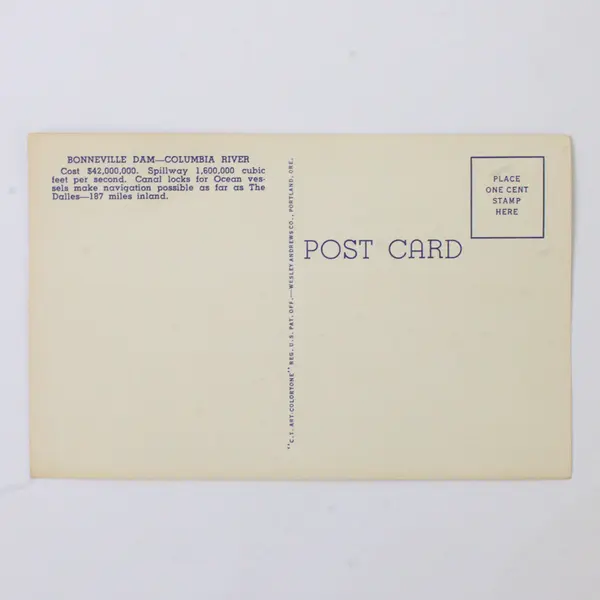 BONNEVILLE DAM—COLUMBIA RIVER
Cost $42,000,000. Spillway 1,600,000 cubic
feet per second. Canal locks for Ocean ves-
sels make navigation possible as far as The
Dalles—187 miles inland.
"C.T. ART-COLORTONE" REG. U.S. PAT. OFF.—WESLEY ANDREWS CO., PORTLAND, ORE.
POST CARD
PLACE
ONE CENT
STAMP
HERE